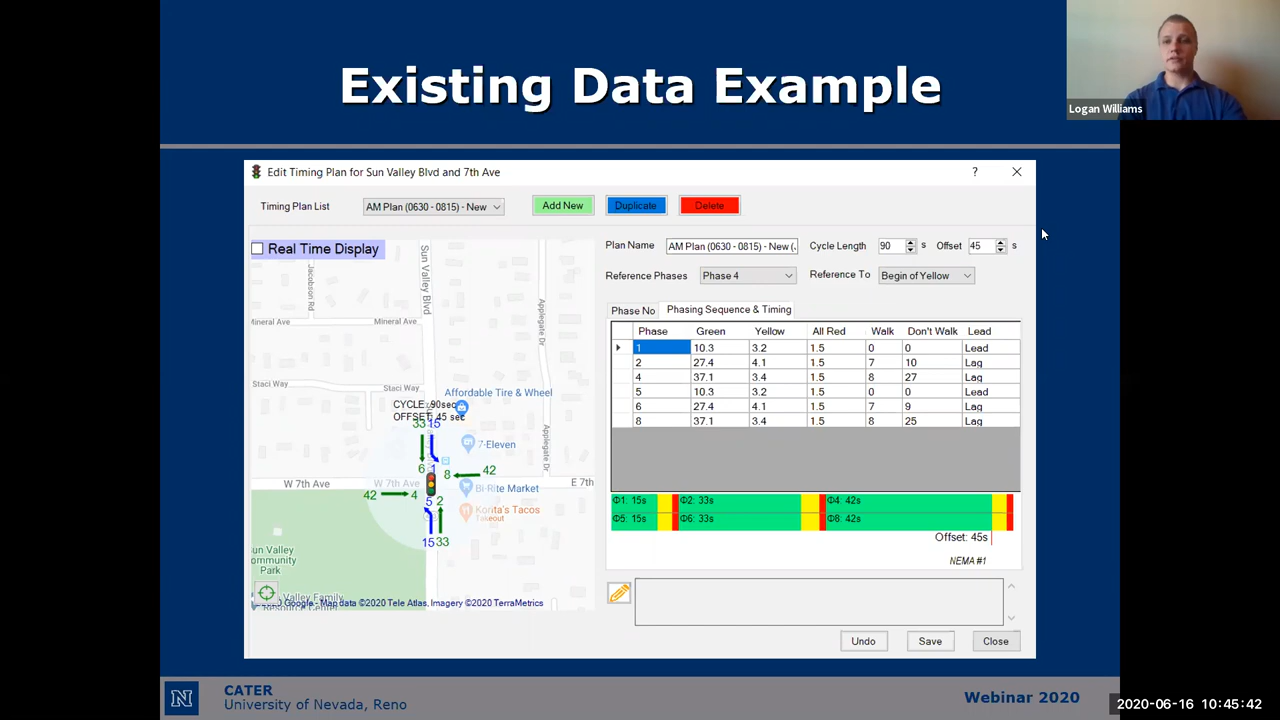 Existing Data Example
Logan Williams
Edit Timing Plan for Sun Valley Blvd and 7th Ave
?
Timing Plan List
AM Plan (0630 - 0815) - New
Add New
Duplicate
Delete
Real Time Display
Plan Name
AM Plan (0630 - 0815) - New (.
Cycle Length
90
s
Offset
45
s
Reference Phases
Phase 4
Reference To
Begin of Yellow
Phase No
Phasing Sequence & Timing
Phase Green Yellow All Red Walk Don't Walk Lead
1 10.3 3.2 1.5 0 0 Lead
2 27.4 4.1 1.5 7 10 Lag
4 37.1 3.4 1.5 8 27 Lag
5 10.3 3.2 1.5 0 0 Lead
6 27.4 4.1 1.5 7 9 Lag
8 37.1 3.4 1.5 8 25 Lag
Φ1: 15s Φ2: 33s Φ4: 42s
Φ5: 15s Φ6: 33s Φ8: 42s
Offset: 45s
NEMA #1
Sun Valley Blvd
Jacobson Rd
Applegate Dr
Mineral Ave
Mineral Ave
Staci Way
Staci Way
Affordable Tire & Wheel
CYCLE: 90sec
OFFSET: 45 sec
33 15
7-Eleven
Applegate Dr
6 1
8 42
W 7th Ave
W 7th Ave
E 7th
Bi-Rite Market
42 4
5 2
Korita's Tacos
Takeout
15 33
Sun Valley
Community
Park
Valley Family
Resource Center
Google - Map data ©2020 Tele Atlas, Imagery ©2020 TerraMetrics
Undo
Save
Close
N
CATER
University of Nevada, Reno
Webinar 2020
2020-06-16 10:45:42